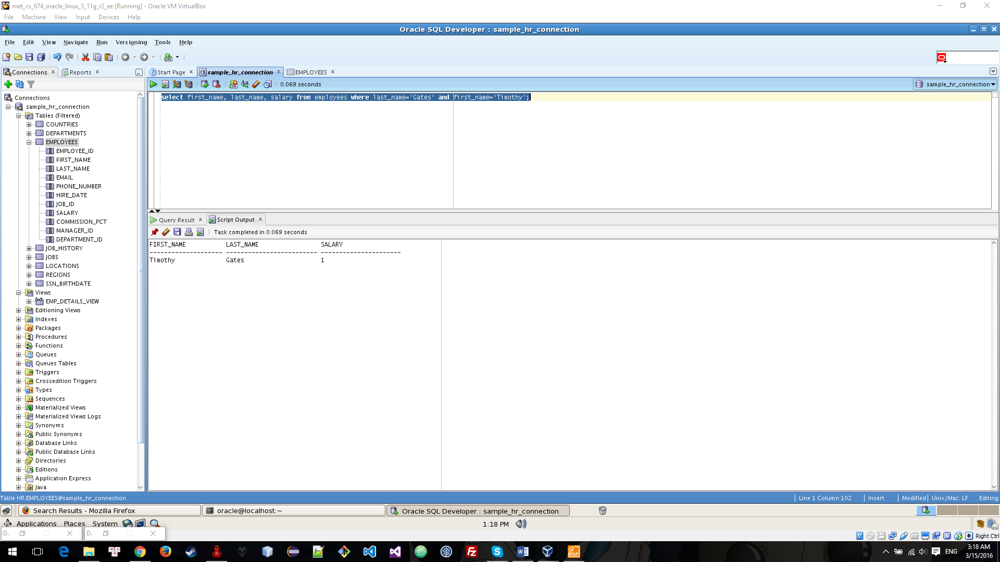 met_cs_674_oracle_linux_5_11g_r2_ee [Running] - Oracle VM VirtualBox
File Machine View Input Devices Help
Oracle SQL Developer : sample_hr_connection
File Edit View Navigate Run Versioning Tools Help
Connections x Reports x
Start Page x sample_hr_connection x EMPLOYEES x
0.069 seconds
sample_hr_connection
select first_name, last_name, salary from employees where last_name='Gates' and first_name='Timothy';
Connections
sample_hr_connection
Tables (Filtered)
COUNTRIES
DEPARTMENTS
EMPLOYEES
EMPLOYEE_ID
FIRST_NAME
LAST_NAME
EMAIL
PHONE_NUMBER
HIRE_DATE
JOB_ID
SALARY
COMMISSION_PCT
MANAGER_ID
DEPARTMENT_ID
JOB_HISTORY
JOBS
LOCATIONS
REGIONS
SSN_BIRTHDATE
Views
EMP_DETAILS_VIEW
Editioning Views
Indexes
Packages
Procedures
Functions
Queues
Queues Tables
Triggers
Crossedition Triggers
Types
Sequences
Materialized Views
Materialized Views Logs
Synonyms
Public Synonyms
Database Links
Public Database Links
Directories
Editions
Application Express
Java
Query Result x Script Output x
Task completed in 0.069 seconds
FIRST_NAME LAST_NAME SALARY
-------------------- ------------------------- ----------------------
Timothy Gates 1
Table HR.EMPLOYEES@sample_hr_connection
Line 1 Column 102 Insert Modified Unix/Mac: LF Editing
Search Results - Mozilla Firefox
oracle@localhost:~
Oracle SQL Developer : sample_hr_connection
Applications Places System
1:18 PM
D.
D.
Right Ctrl
ENG
3:18 AM
3/15/2016